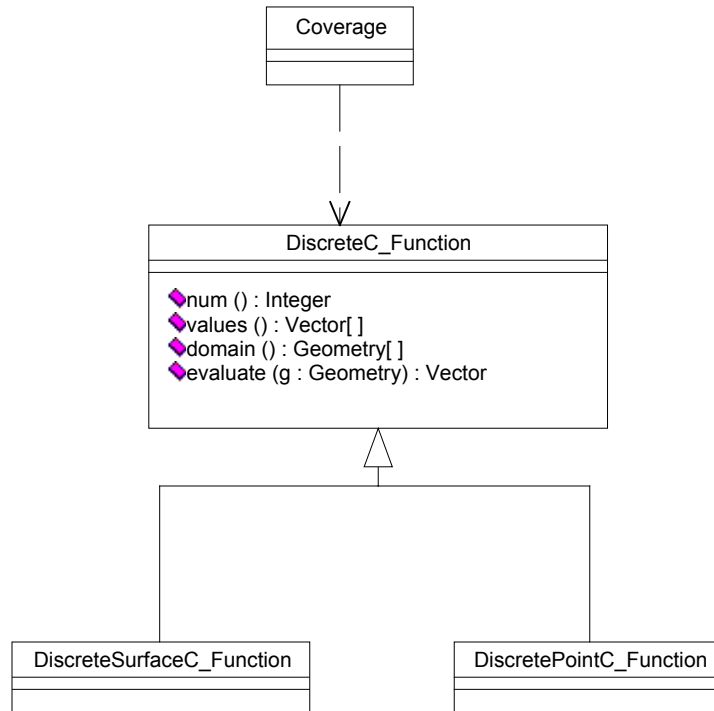 Coverage
DiscreteC_Function
num () : Integer
values () : Vector[ ]
domain () : Geometry[ ]
evaluate (g : Geometry) : Vector
DiscreteSurfaceC_Function
DiscretePointC_Function